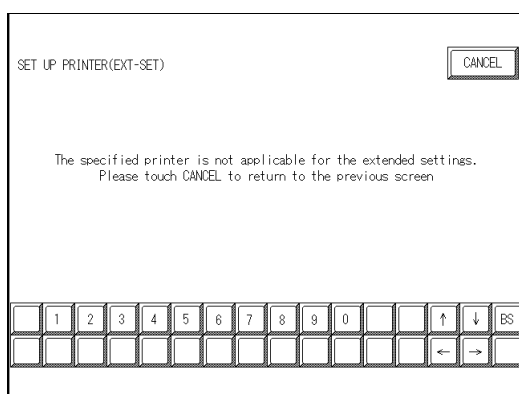 SET UP PRINTER(EXT-SET)
CANCEL
The specified printer is not applicable for the extended settings.
Please touch CANCEL to return to the previous screen
1 2 3 4 5 6 7 8 9 0 ↑ ↓ BS
← →